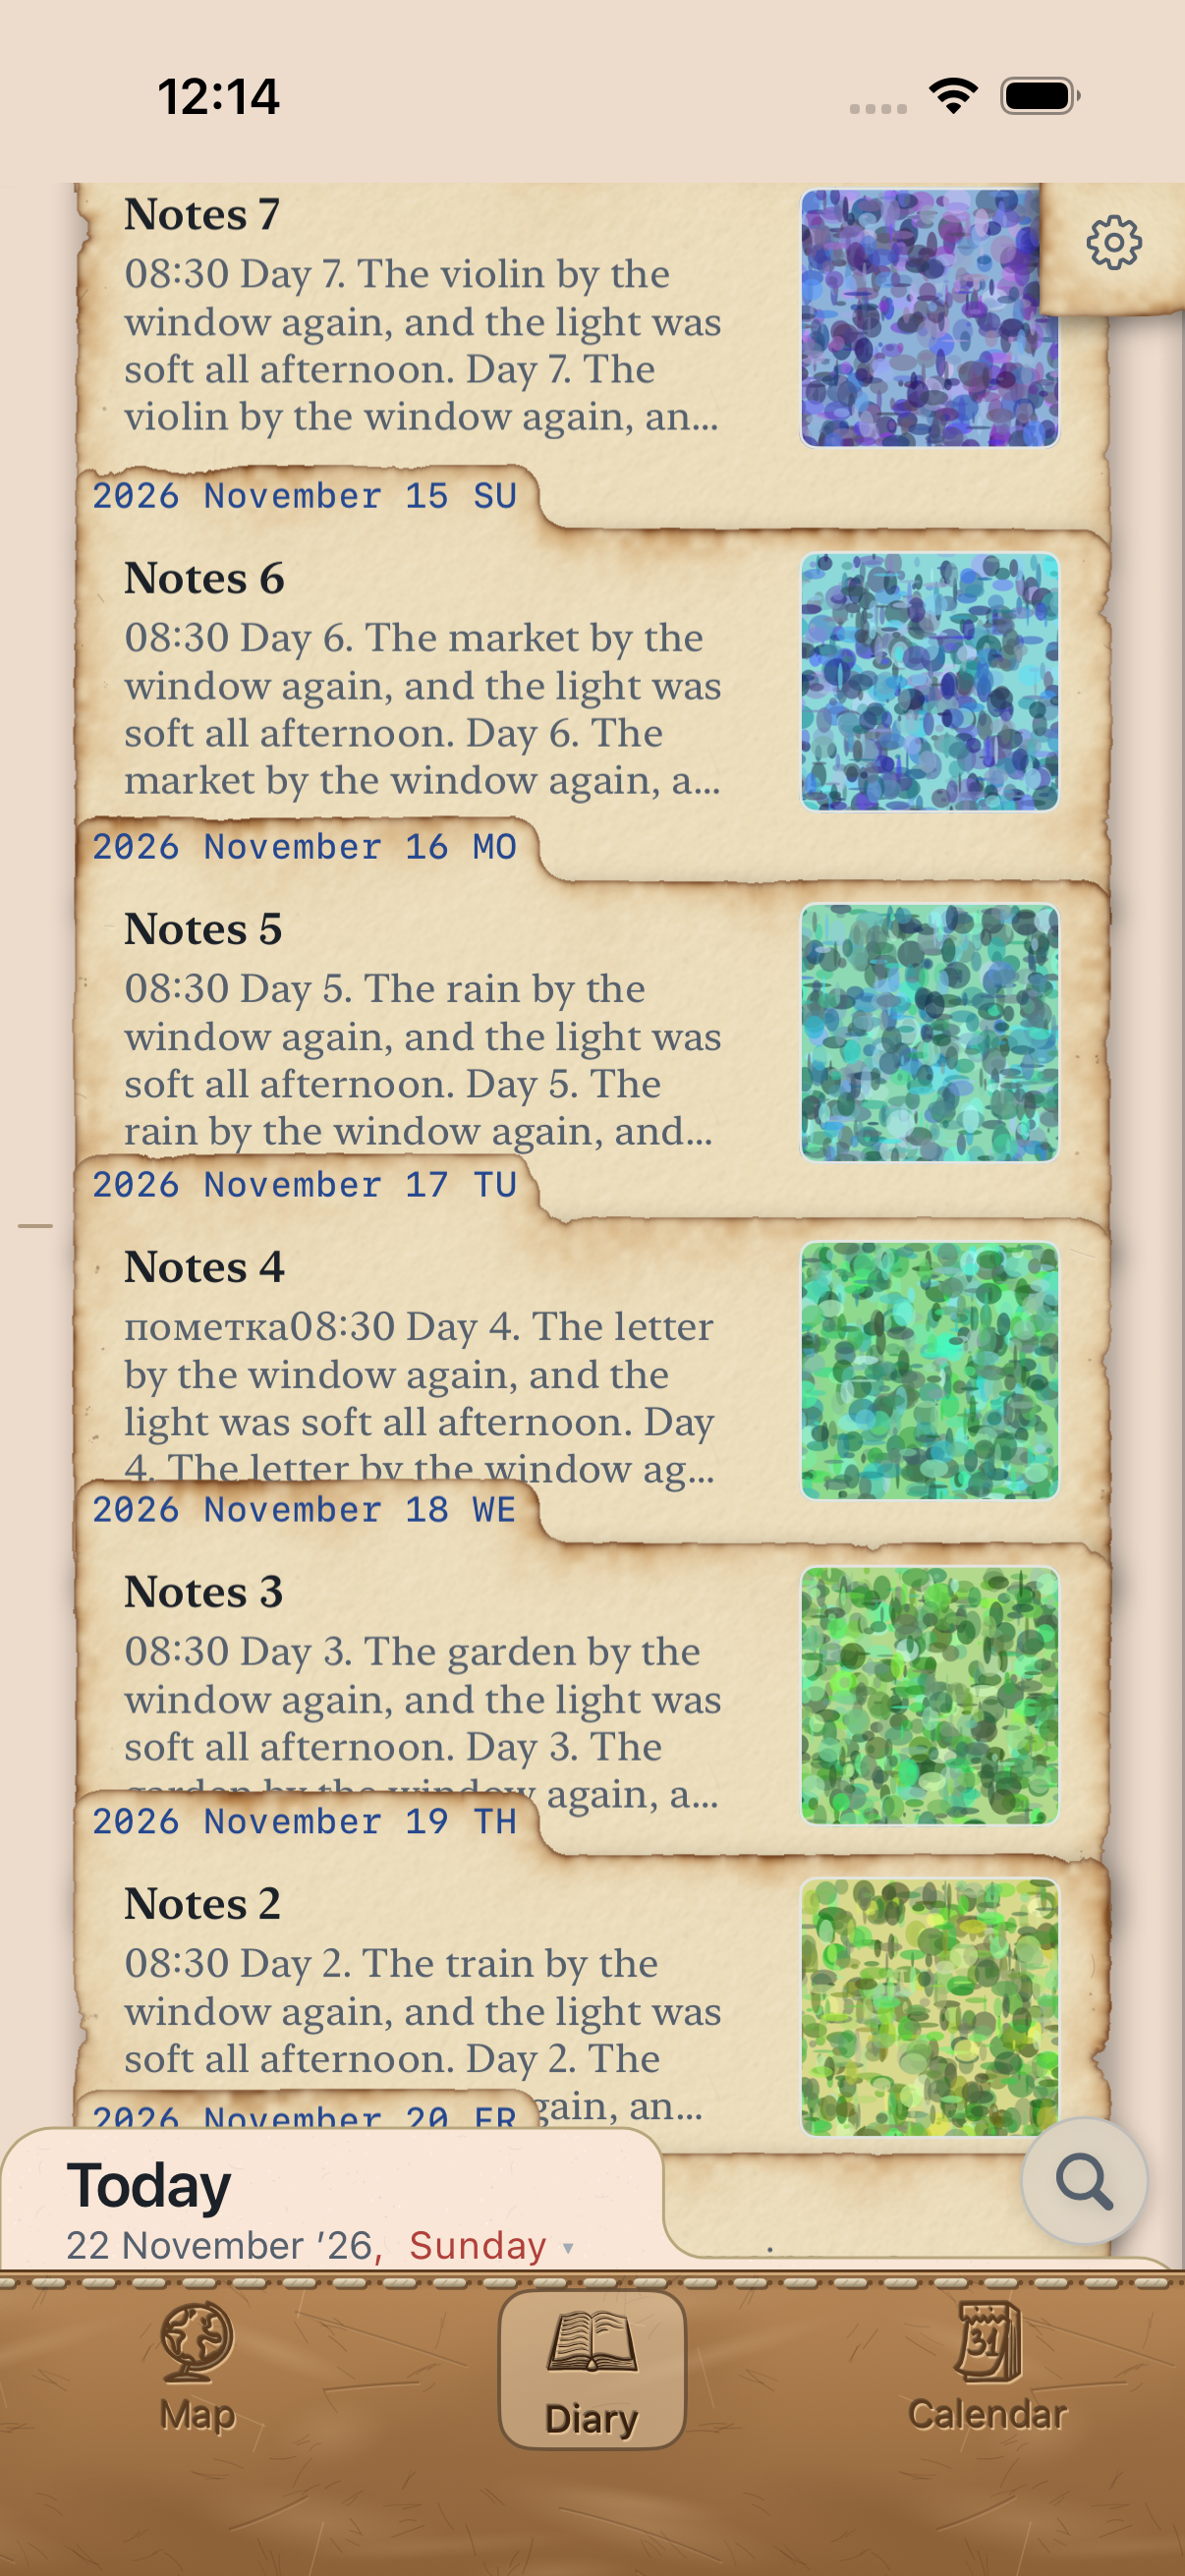 12:14
Notes 7
08:30 Day 7. The violin by the
window again, and the light was
soft all afternoon. Day 7. The
violin by the window again, an...
2026 November 15 SU
Notes 6
08:30 Day 6. The market by the
window again, and the light was
soft all afternoon. Day 6. The
market by the window again, a...
2026 November 16 MO
Notes 5
08:30 Day 5. The rain by the
window again, and the light was
soft all afternoon. Day 5. The
rain by the window again, and...
2026 November 17 TU
Notes 4
пометка08:30 Day 4. The letter
by the window again, and the
light was soft all afternoon. Day
4. The letter by the window ag...
2026 November 18 WE
Notes 3
08:30 Day 3. The garden by the
window again, and the light was
soft all afternoon. Day 3. The
garden by the window again, a...
2026 November 19 TH
Notes 2
08:30 Day 2. The train by the
window again, and the light was
soft all afternoon. Day 2. The
gain, an...
2026 November 20 FR
Today
22 November ’26, Sunday
31
Map
Diary
Calendar